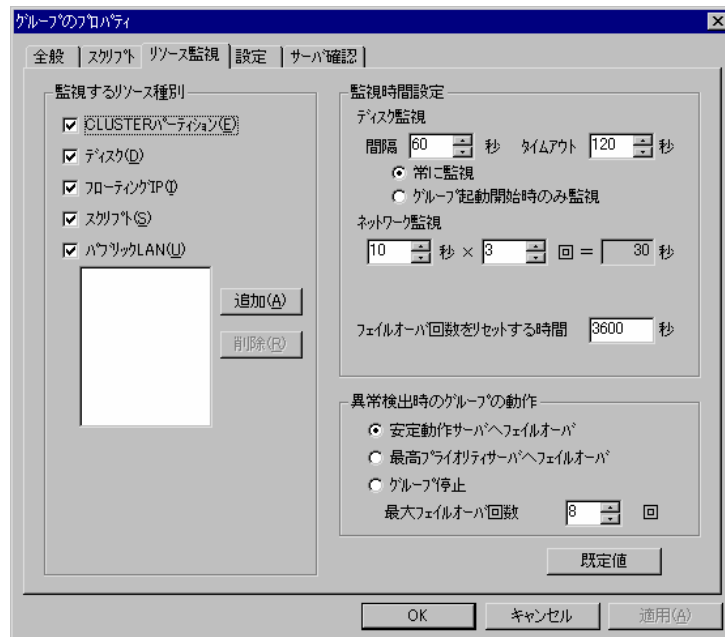 グループのプロパティ
全般 スクリプト リソース監視 設定 サーバ確認
監視するリソース種別
CLUSTERパーティション(E)
ディスク(D)
フローティングIP(I)
スクリプト(S)
パブリックLAN(U)
追加(A)
削除(R)
監視時間設定
ディスク監視
間隔 60 秒 タイムアウト 120 秒
常に監視
グループ起動開始時のみ監視
ネットワーク監視
10 秒 × 3 回 = 30 秒
フェイルオーバ回数をリセットする時間 3600 秒
異常検出時のグループの動作
安定動作サーバへフェイルオーバ
最高プライオリティサーバへフェイルオーバ
グループ停止
最大フェイルオーバ回数 8 回
既定値
OK キャンセル 適用(A)